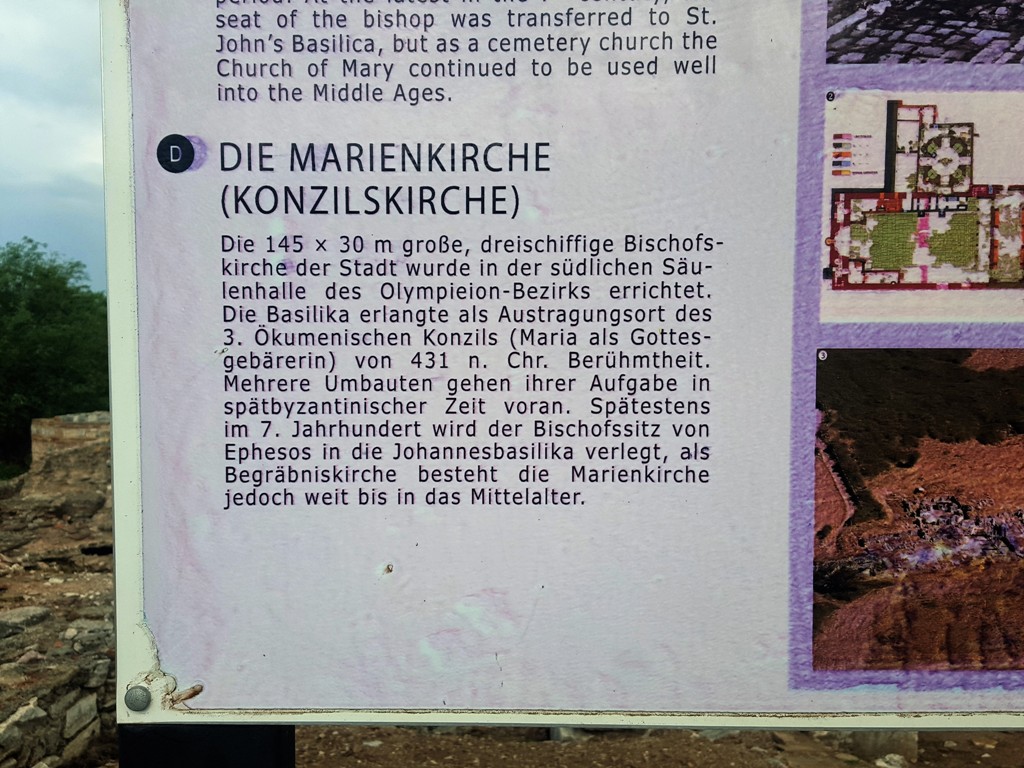 seat of the bishop was transferred to St.
John's Basilica, but as a cemetery church the
Church of Mary continued to be used well
into the Middle Ages.
D
DIE MARIENKIRCHE
(KONZILSKIRCHE)
Die 145 × 30 m große, dreischiffige Bischofs-
kirche der Stadt wurde in der südlichen Säu-
lenhalle des Olympieion-Bezirks errichtet.
Die Basilika erlangte als Austragungsort des
3. Ökumenischen Konzils (Maria als Gottes-
gebärerin) von 431 n. Chr. Berühmtheit.
Mehrere Umbauten gehen ihrer Aufgabe in
spätbyzantinischer Zeit voran. Spätestens
im 7. Jahrhundert wird der Bischofssitz von
Ephesos in die Johannesbasilika verlegt, als
Begräbniskirche besteht die Marienkirche
jedoch weit bis in das Mittelalter.
2
3